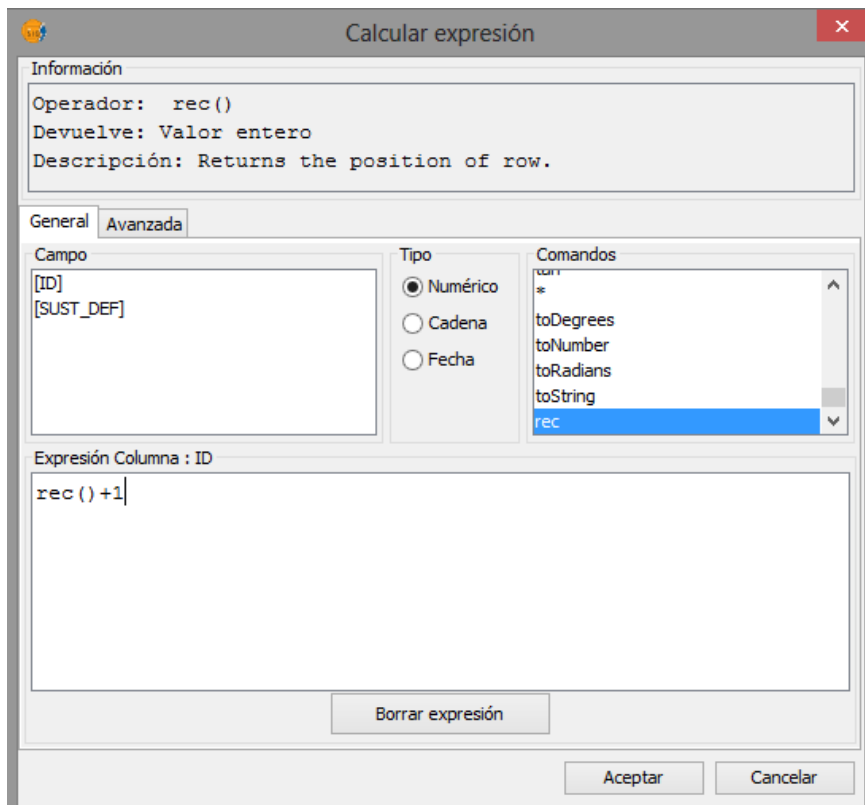 Calcular expresión
Información
Operador:  rec()
Devuelve: Valor entero
Descripción: Returns the position of row.
General
Avanzada
Campo
[ID]
[SUST_DEF]
Tipo
Numérico
Cadena
Fecha
Comandos
*
toDegrees
toNumber
toRadians
toString
rec
Expresión Columna : ID
rec()+1
Borrar expresión
Aceptar
Cancelar